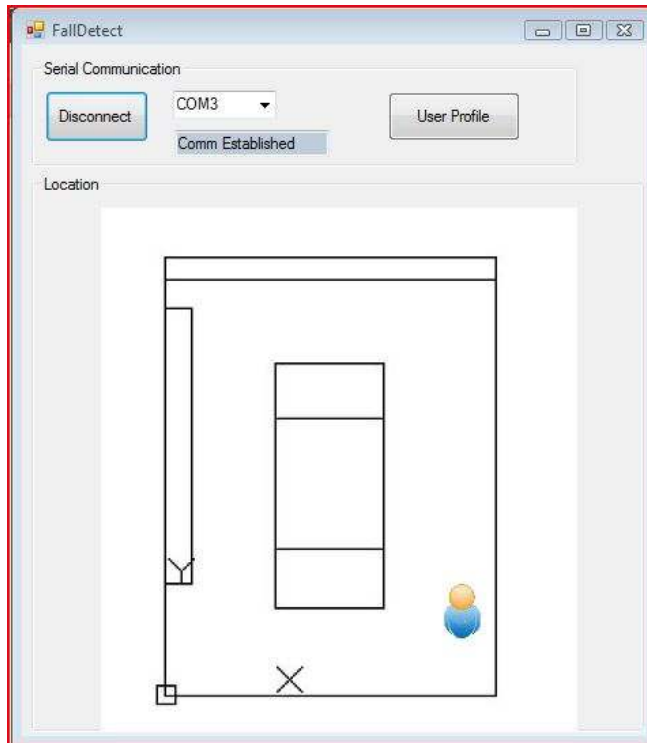 FallDetect
Serial Communication
Disconnect
COM3
User Profile
Comm Established
Location
Y
X